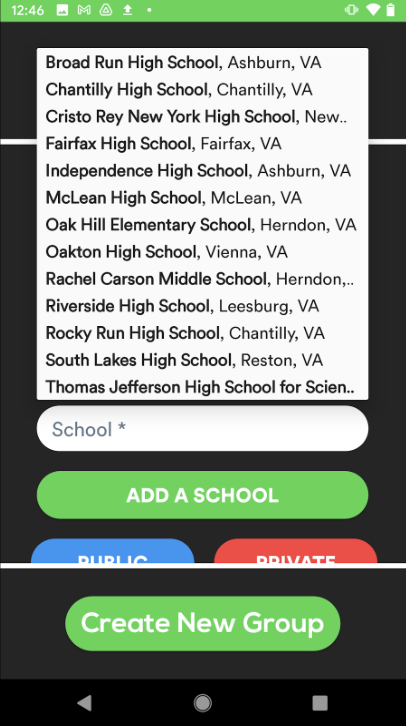 12:46
Broad Run High School, Ashburn, VA
Chantilly High School, Chantilly, VA
Cristo Rey New York High School, New..
Fairfax High School, Fairfax, VA
Independence High School, Ashburn, VA
McLean High School, McLean, VA
Oak Hill Elementary School, Herndon, VA
Oakton High School, Vienna, VA
Rachel Carson Middle School, Herndon,..
Riverside High School, Leesburg, VA
Rocky Run High School, Chantilly, VA
South Lakes High School, Reston, VA
Thomas Jefferson High School for Scien..
School *
ADD A SCHOOL
PUBLIC PRIVATE
Create New Group